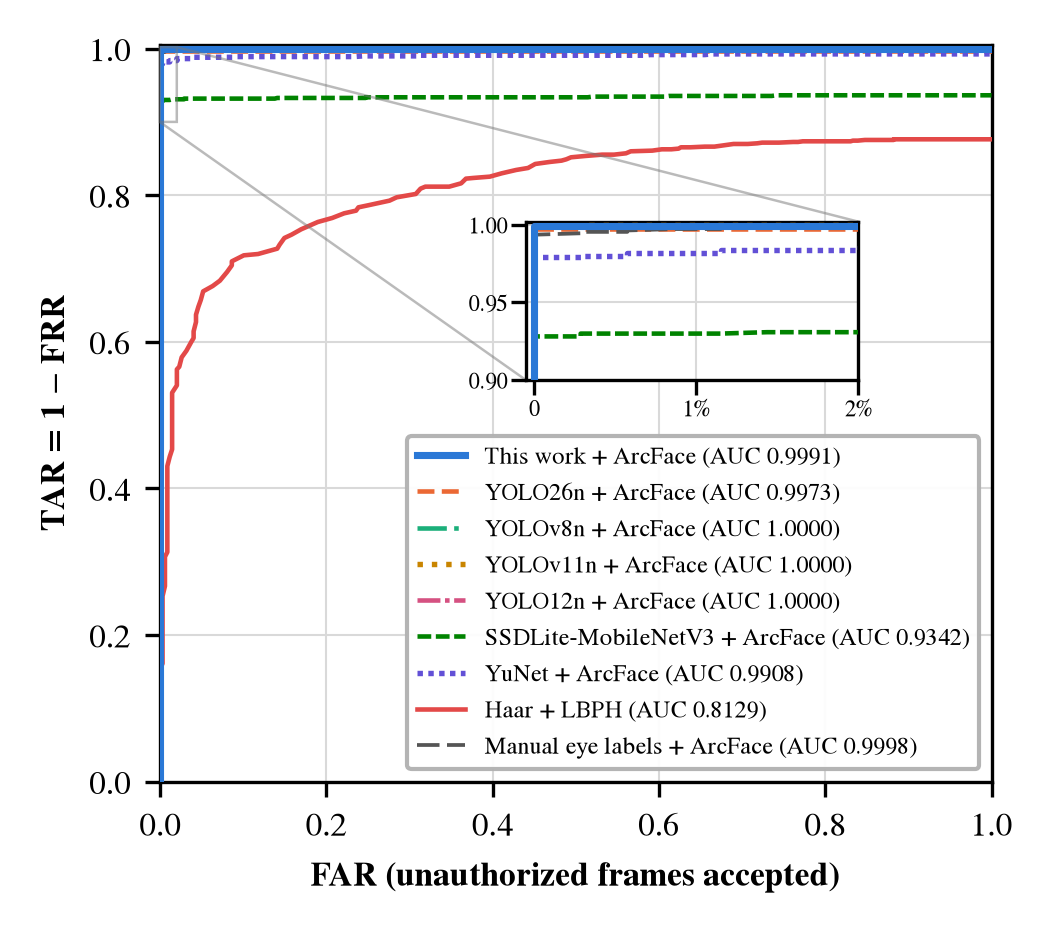 1.0
0.8
0.6
0.4
0.2
0.0
TAR = 1 − FRR
1.00
0.95
0.90
0
1%
2%
This work + ArcFace (AUC 0.9991)
YOLO26n + ArcFace (AUC 0.9973)
YOLOv8n + ArcFace (AUC 1.0000)
YOLOv11n + ArcFace (AUC 1.0000)
YOLO12n + ArcFace (AUC 1.0000)
SSDLite-MobileNetV3 + ArcFace (AUC 0.9342)
YuNet + ArcFace (AUC 0.9908)
Haar + LBPH (AUC 0.8129)
Manual eye labels + ArcFace (AUC 0.9998)
0.0
0.2
0.4
0.6
0.8
1.0
FAR (unauthorized frames accepted)